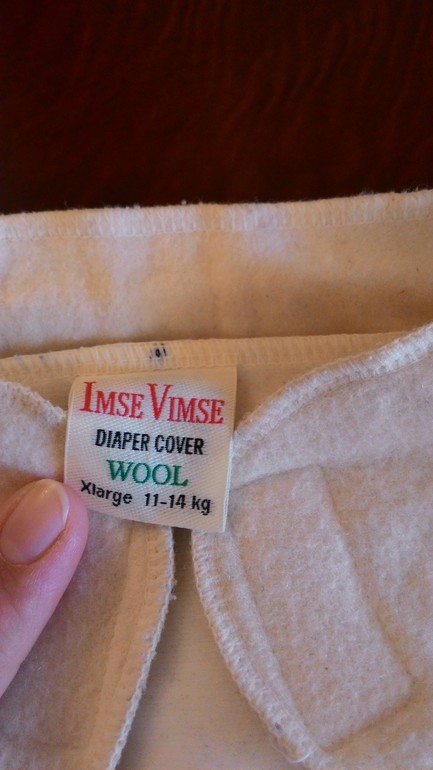 IMSE VIMSE
DIAPER COVER
WOOL
Xlarge 11-14 kg